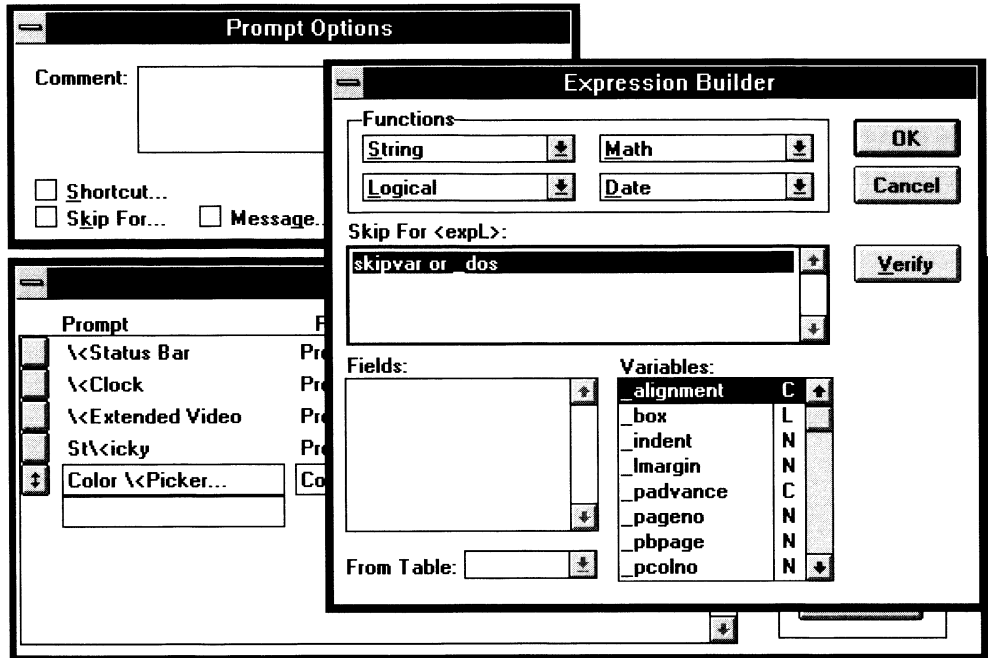 Prompt Options
Comment:
Shortcut...
Skip For...
Message..
Expression Builder
Functions
String
Math
Logical
Date
OK
Cancel
Verify
Skip For <expL>:
skipvar or _dos
Fields:
From Table:
Variables:
_alignment C
_box L
_indent N
_lmargin N
_padvance C
_pageno N
_pbpage N
_pcolno N
Prompt
\<Status Bar
\<Clock
\<Extended Video
St\<icky
Color \<Picker...